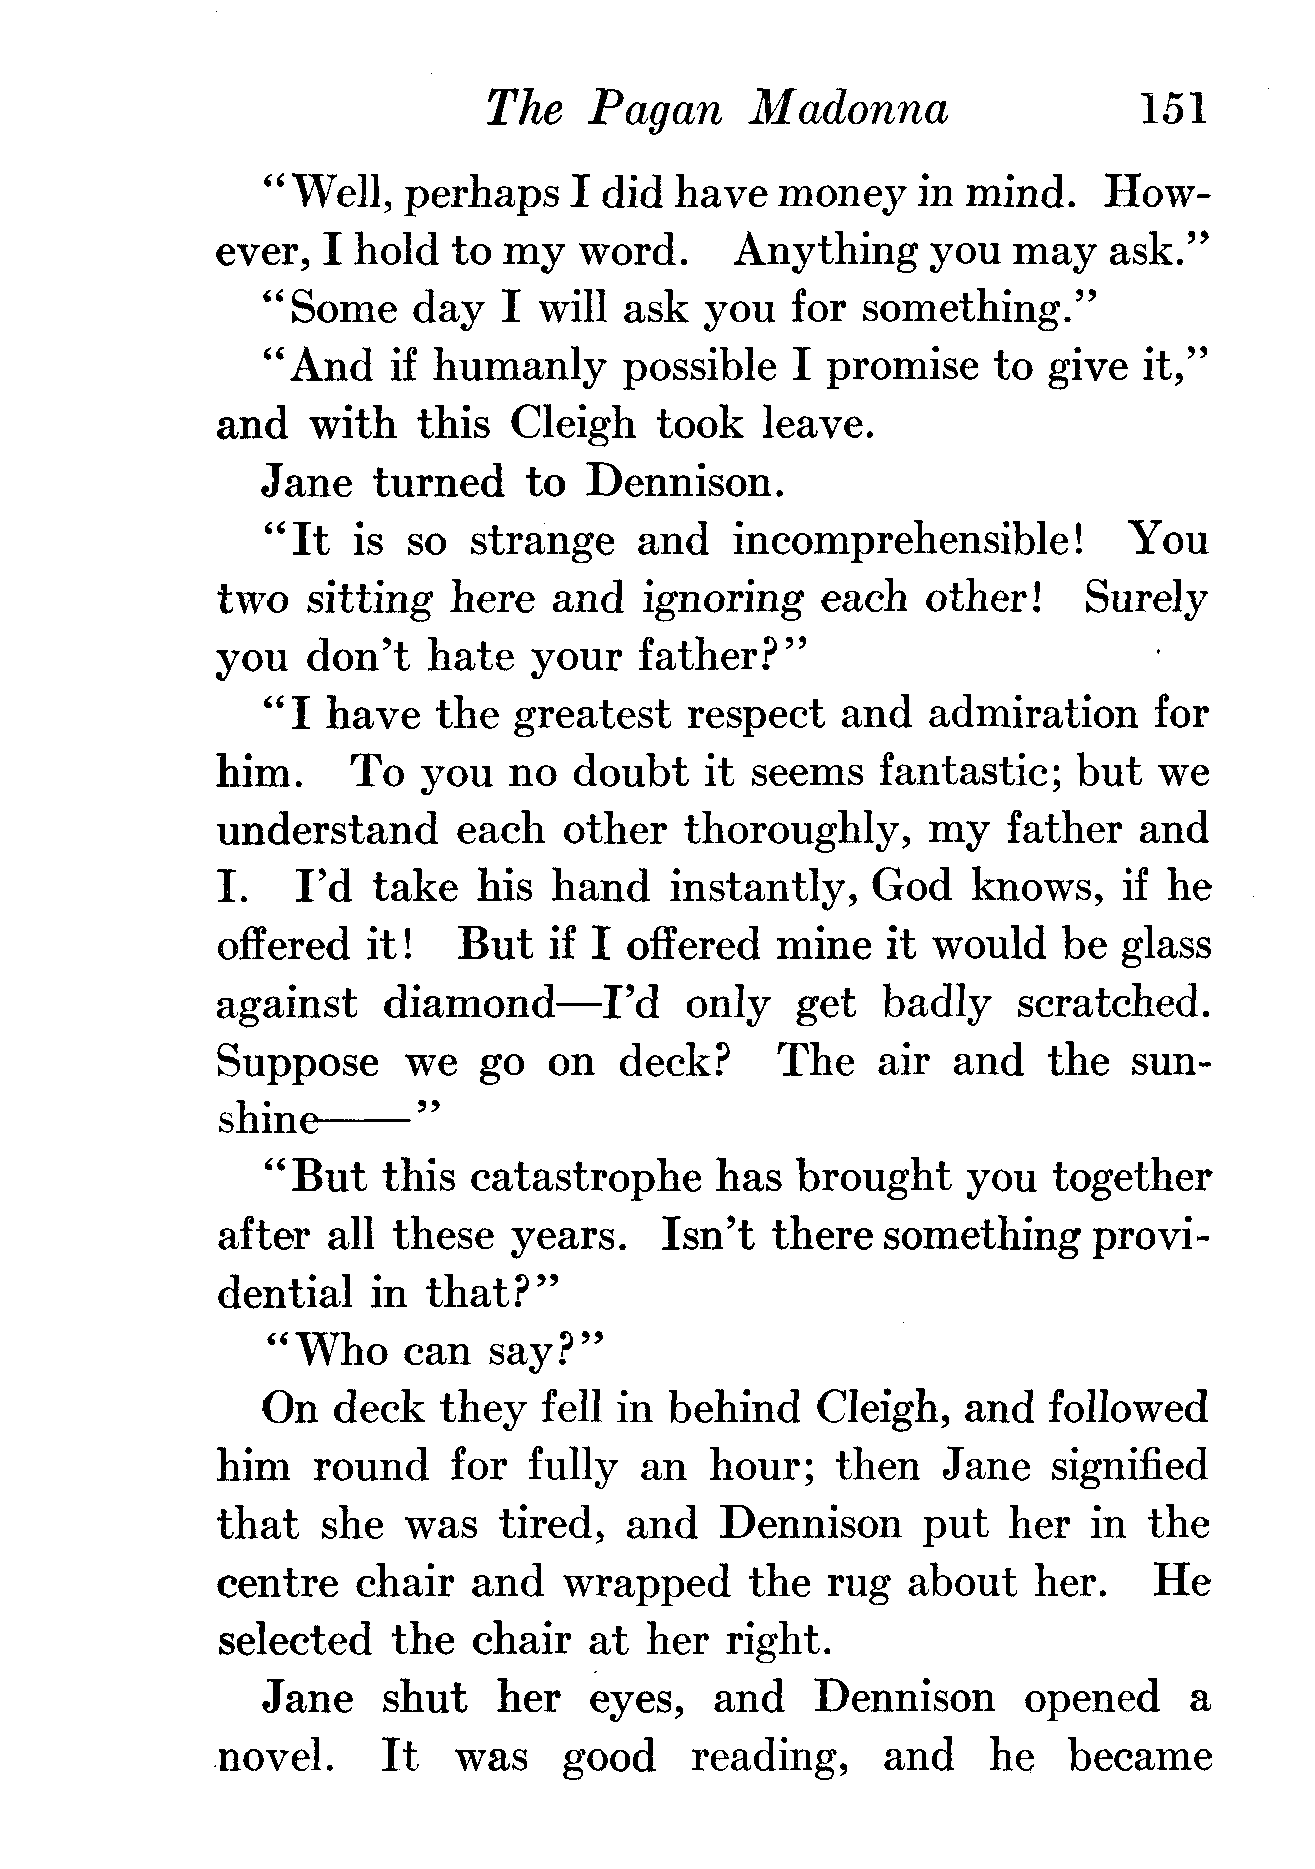 The Pagan Madonna 151
"Well, perhaps I did have money in mind. How-
ever, I hold to my word. Anything you may ask."
"Some day I will ask you for something."
"And if humanly possible I promise to give it,"
and with this Cleigh took leave.
Jane turned to Dennison.
"It is so strange and incomprehensible! You
two sitting here and ignoring each other! Surely
you don't hate your father?"
"I have the greatest respect and admiration for
him. To you no doubt it seems fantastic; but we
understand each other thoroughly, my father and
I. I'd take his hand instantly, God knows, if he
offered it! But if I offered mine it would be glass
against diamond—I'd only get badly scratched.
Suppose we go on deck? The air and the sun-
shine——"
"But this catastrophe has brought you together
after all these years. Isn't there something provi-
dential in that?"
"Who can say?"
On deck they fell in behind Cleigh, and followed
him round for fully an hour; then Jane signified
that she was tired, and Dennison put her in the
centre chair and wrapped the rug about her. He
selected the chair at her right.
Jane shut her eyes, and Dennison opened a
novel. It was good reading, and he became